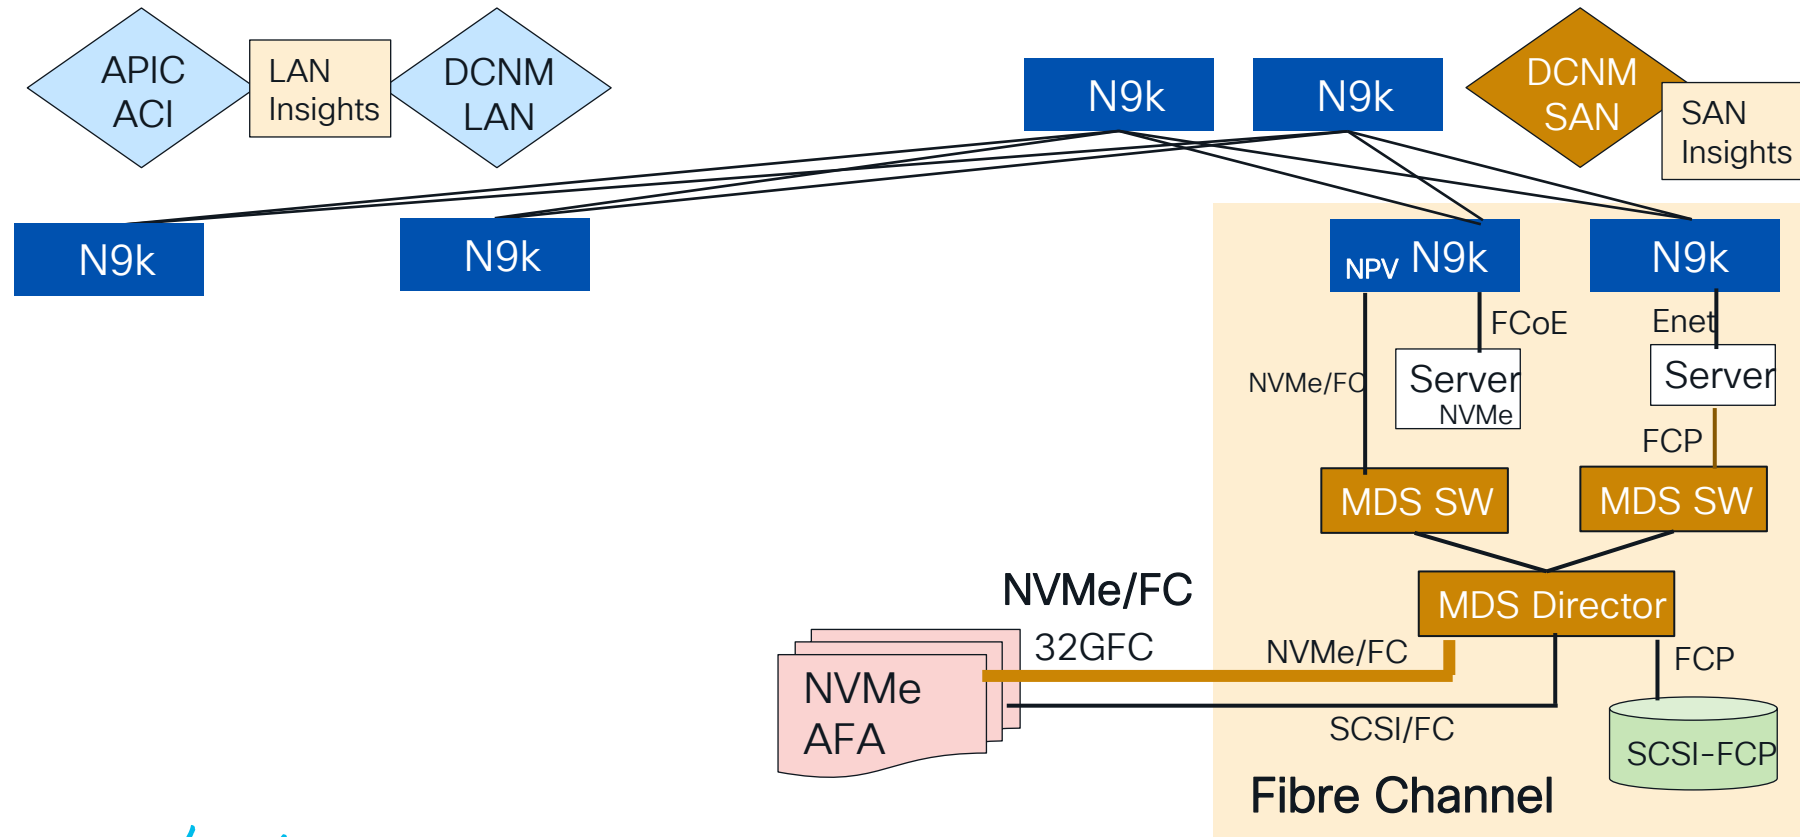 APIC
ACI
LAN
Insights
DCNM
LAN
N9k
N9k
DCNM
SAN
SAN
Insights
N9k
N9k
NPV N9k
N9k
FCoE
Enet
NVMe/FC
Server
NVMe
Server
FCP
MDS SW
MDS SW
NVMe/FC
32GFC
MDS Director
NVMe/FC
FCP
NVMe
AFA
SCSI/FC
SCSI-FCP
Fibre Channel